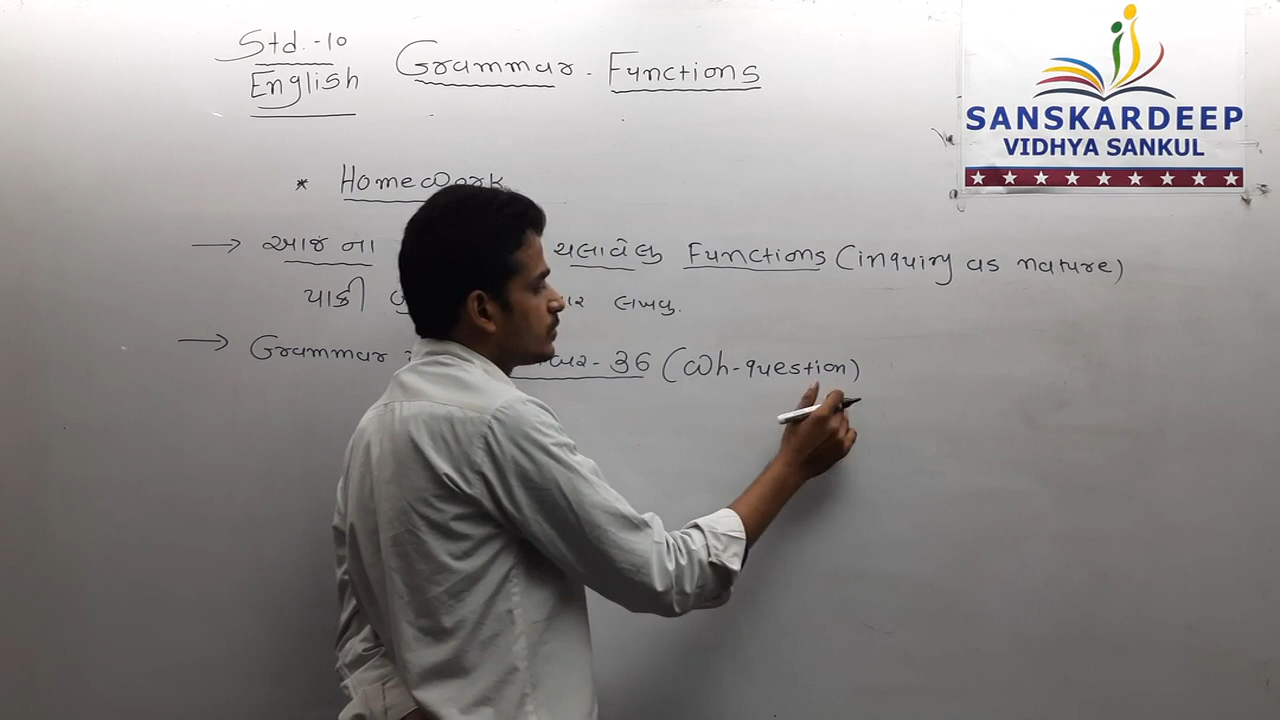 Std.-10
English
Grammar. Functions
SANSKARDEEP
VIDHYA SANKUL
* Homework
→ આજ ના ચલાવેલુ Functions (inquiry as nature)
પાકી લખવુ.
→ Grammar -36 (Wh-question)